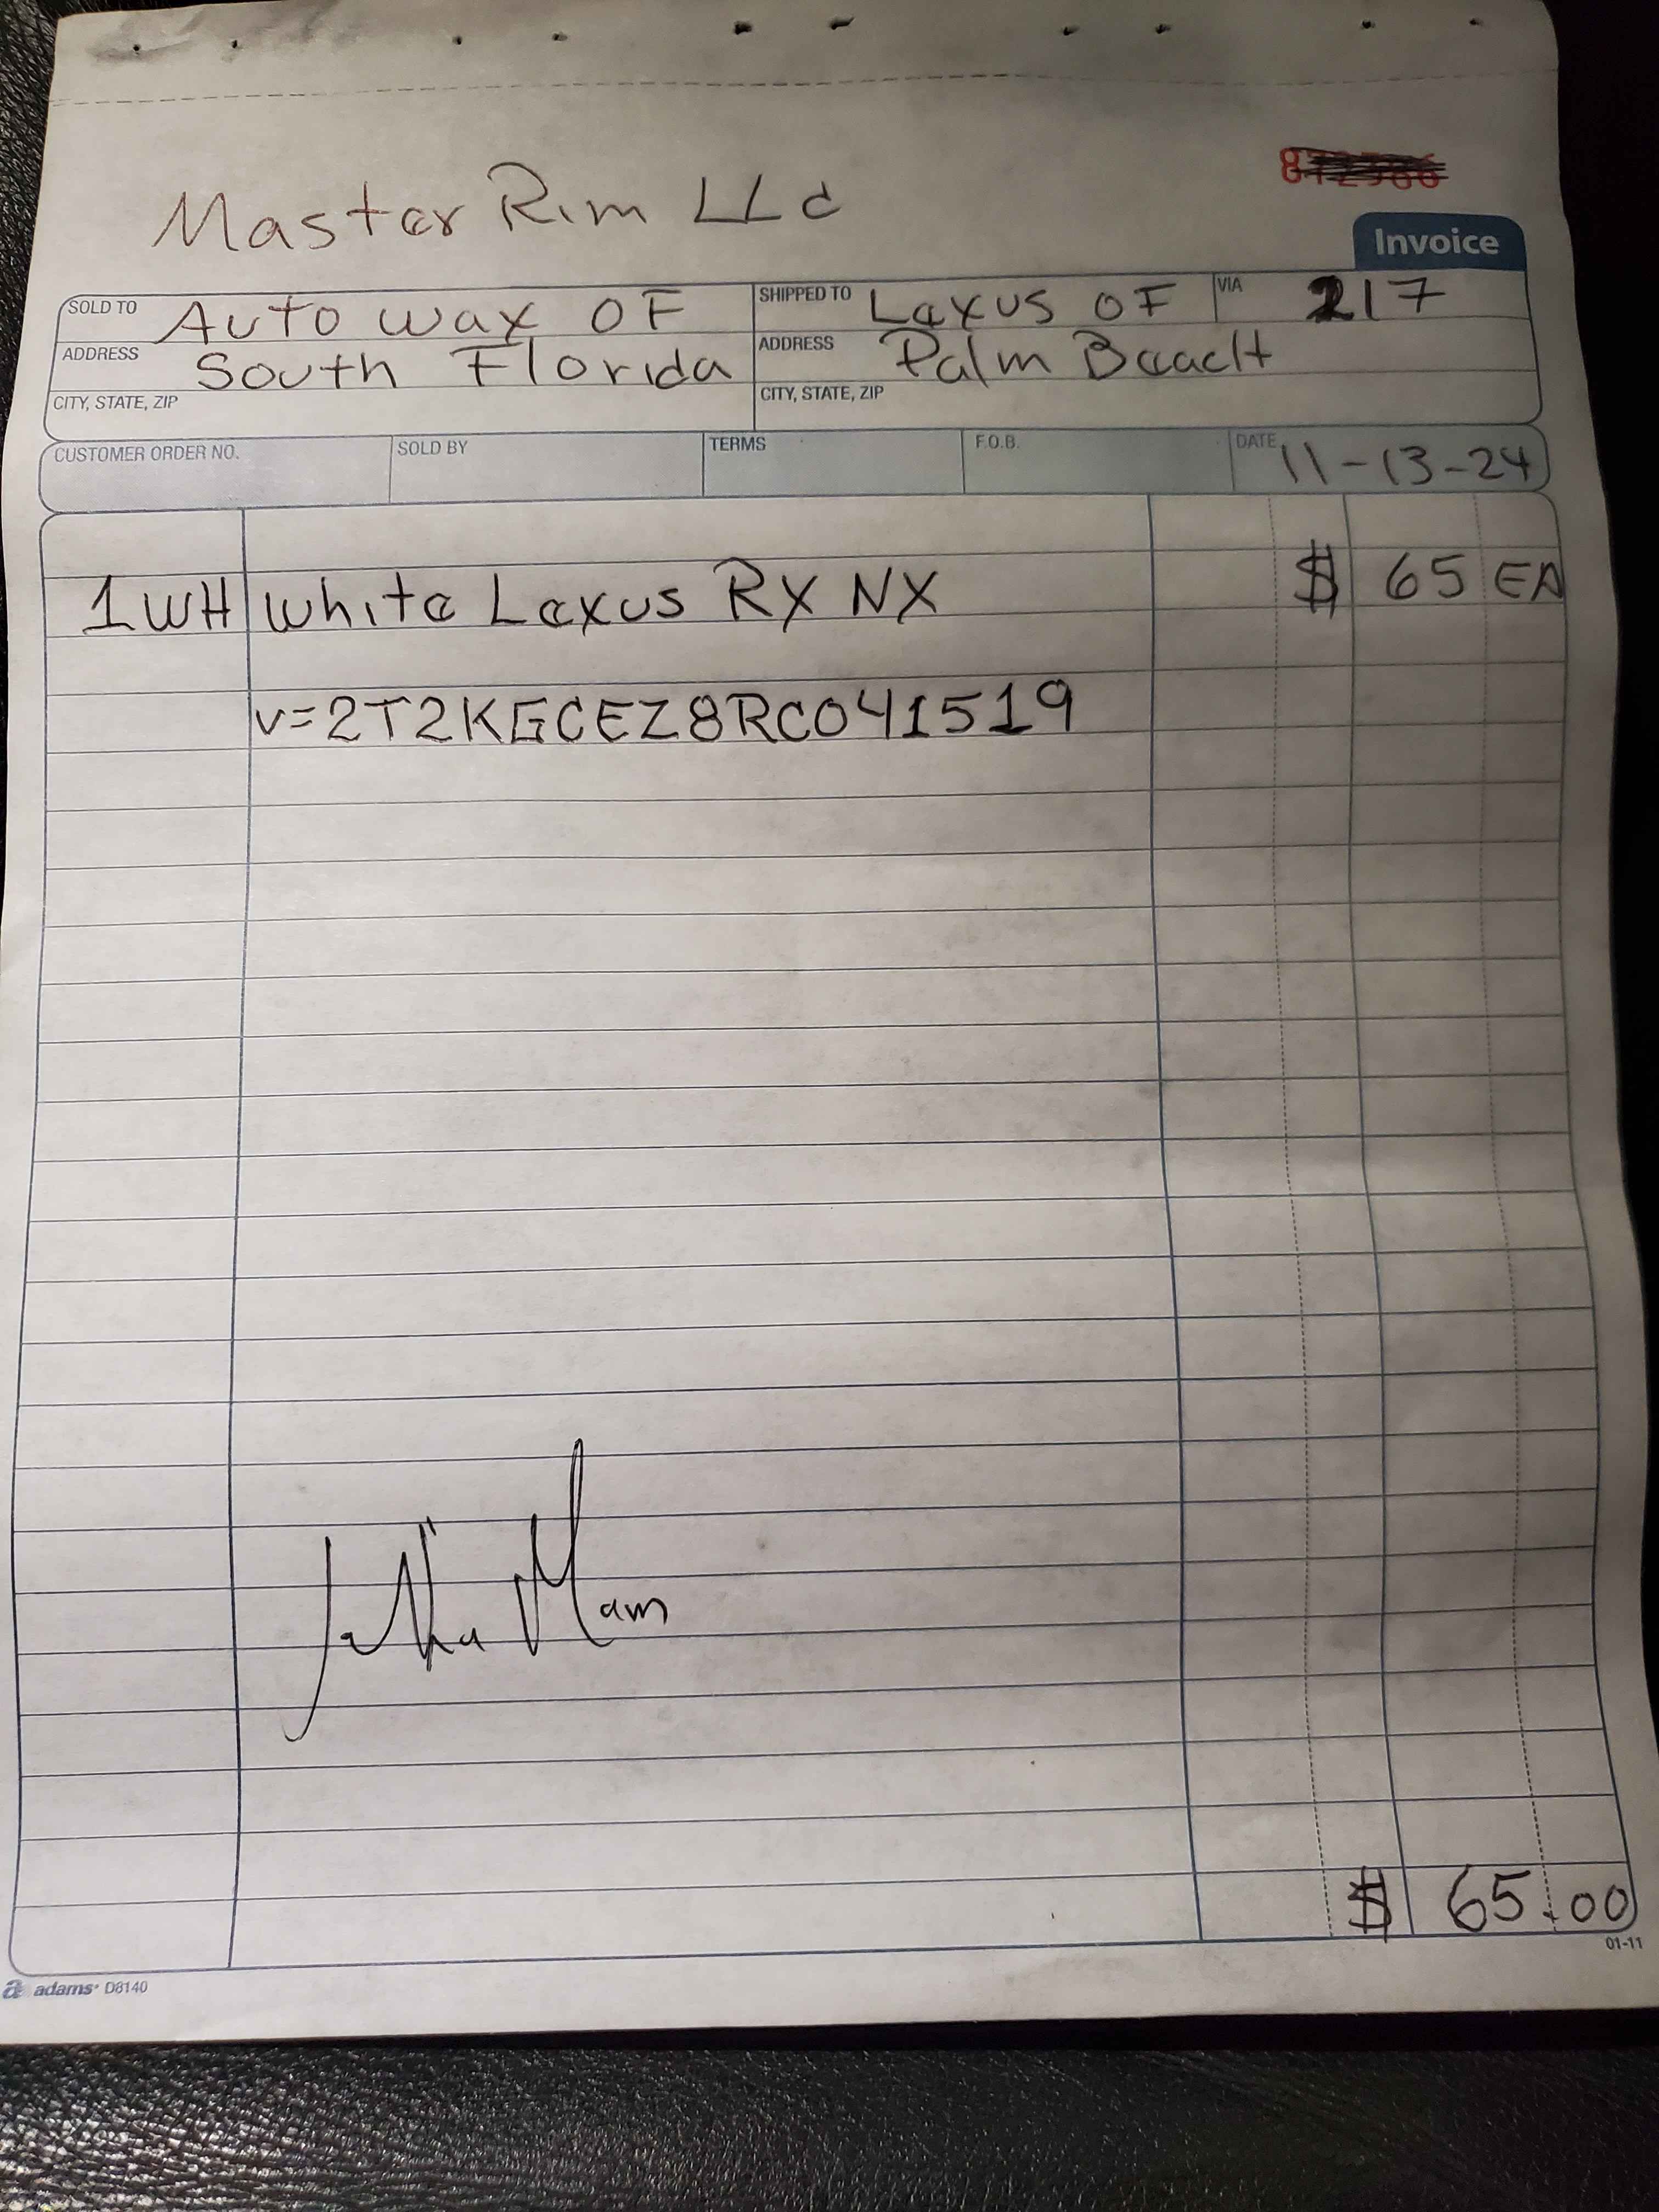 Master Rim LLc
Invoice
SOLD TO Auto wax OF
ADDRESS South Florida
CITY, STATE, ZIP
SHIPPED TO Lexus OF
ADDRESS Palm Beach
CITY, STATE, ZIP
VIA 217
CUSTOMER ORDER NO. SOLD BY TERMS F.O.B. DATE 11-13-24
1WH White Lexus RX NX $ 65 EA
V=2T2KGCEZ8RC041519
$ 65.00
01-11
a adams® D8140